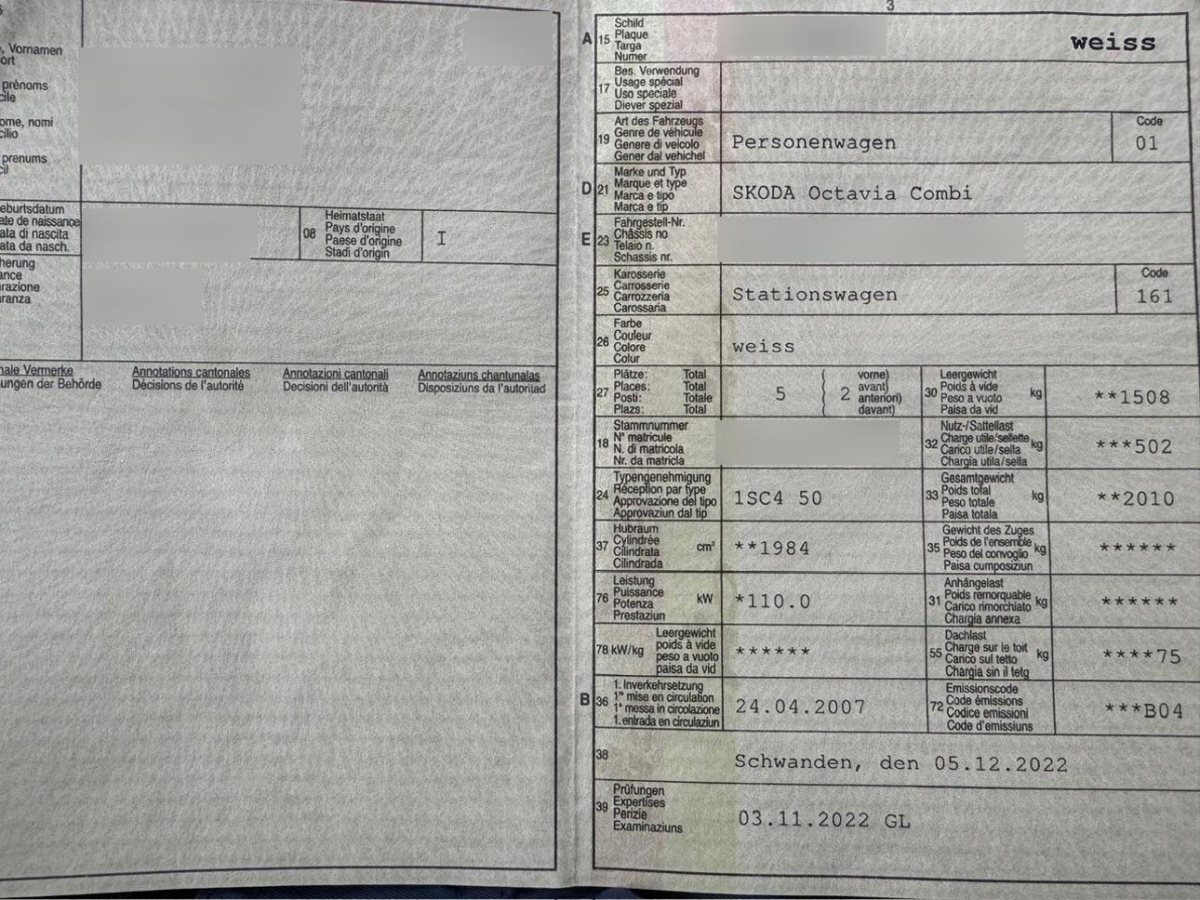 , Vornamen
ort
prénoms
cile
ome, nomi
cilio
prenums
cil
eburtsdatum
ate de naissance
ata di nascita
ata da nasch.
08
Heimatstaat
Pays d'origine
Paese d'origine
Stadi d'origin
I
herung
ance
razione
ranza
nale Vermerke
ungen der Behörde
Annotations cantonales
Décisions de l'autorité
Annotazioni cantonali
Decisioni dell'autorità
Annotaziuns chantunalas
Disposiziuns da l'autoritad
3
A 15
Schild
Plaque
Targa
Numer
weiss
17
Bes. Verwendung
Usage spécial
Uso speciale
Diever spezial
19
Art des Fahrzeugs
Genre de véhicule
Genere di veicolo
Gener dal vehichel
Personenwagen
Code
01
D 21
Marke und Typ
Marque et type
Marca e tipo
Marca e tip
SKODA Octavia Combi
E 23
Fahrgestell-Nr.
Châssis no
Telaio n.
Schassis nr.
25
Karosserie
Carrosserie
Carrozzeria
Carossaria
Stationswagen
Code
161
26
Farbe
Couleur
Colore
Colur
weiss
27
Plätze: Total
Places: Total
Posti: Totale
Plazs: Total
5
2
vorne)
avant)
anteriori)
davant)
30
Leergewicht
Poids à vide
Peso a vuoto
Paisa da vid
kg
**1508
18
Stammnummer
N° matricule
N. di matricola
Nr. da matricla
32
Nutz-/Sattellast
Charge utile/sellette
Carico utile/sella
Chargia utila/sella
kg
***502
24
Typengenehmigung
Réception par type
Approvazione del tipo
Approvaziun dal tip
1SC4 50
33
Gesamtgewicht
Poids total
Peso totale
Paisa totala
kg
**2010
37
Hubraum
Cylindrée
Cilindrata
Cilindrada
cm³
**1984
35
Gewicht des Zuges
Poids de l'ensemble
Peso del convoglio
Paisa cumposiziun
kg
******
76
Leistung
Puissance
Potenza
Prestaziun
kW
*110.0
31
Anhängelast
Poids remorquable
Carico rimorchiato
Chargia annexa
kg
******
78 kW/kg
Leergewicht
poids à vide
peso a vuoto
paisa da vid
******
55
Dachlast
Charge sur le toit
Carico sul tetto
Chargia sin il tetg
kg
****75
B 36
1. Inverkehrsetzung
1re mise en circulation
1a messa in circolazione
1. entrada en circulaziun
24.04.2007
72
Emissionscode
Code émissions
Codice emissioni
Code d'emissiuns
***B04
38
Schwanden, den 05.12.2022
39
Prüfungen
Expertises
Perizie
Examinaziuns
03.11.2022 GL